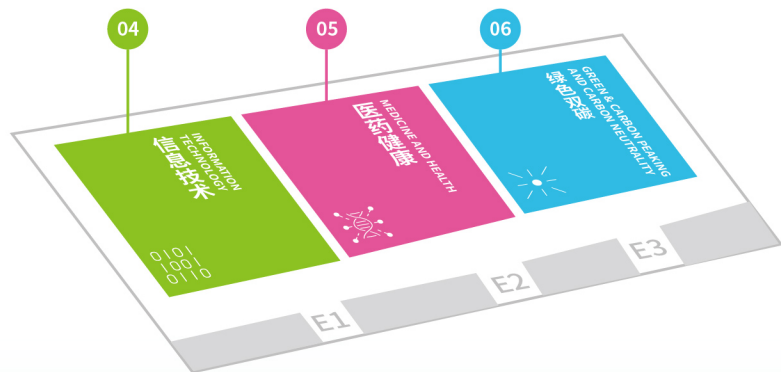 04
05
06
INFORMATION
TECHNOLOGY
信息技术
0101
1001
0110
MEDICINE AND HEALTH
医药健康
GREEN & CARBON PEAKING
AND CARBON NEUTRALITY
绿色双碳
E1
E2
E3